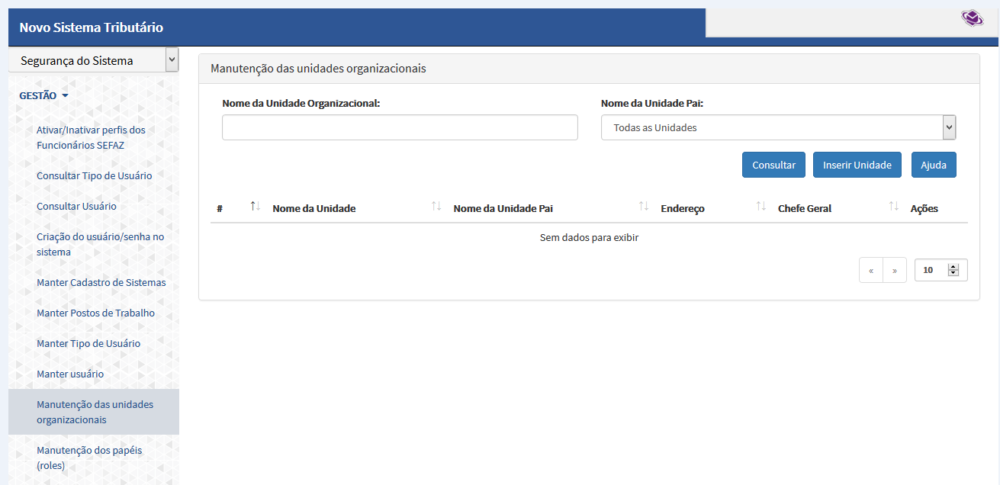 Novo Sistema Tributário
Segurança do Sistema
GESTÃO
Ativar/Inativar perfis dos
Funcionários SEFAZ
Consultar Tipo de Usuário
Consultar Usuário
Criação do usuário/senha no
sistema
Manter Cadastro de Sistemas
Manter Postos de Trabalho
Manter Tipo de Usuário
Manter usuário
Manutenção das unidades
organizacionais
Manutenção dos papéis
(roles)
Manutenção das unidades organizacionais
Nome da Unidade Organizacional: Nome da Unidade Pai:
Todas as Unidades
Consultar Inserir Unidade Ajuda
# Nome da Unidade Nome da Unidade Pai Endereço Chefe Geral Ações
Sem dados para exibir
« » 10